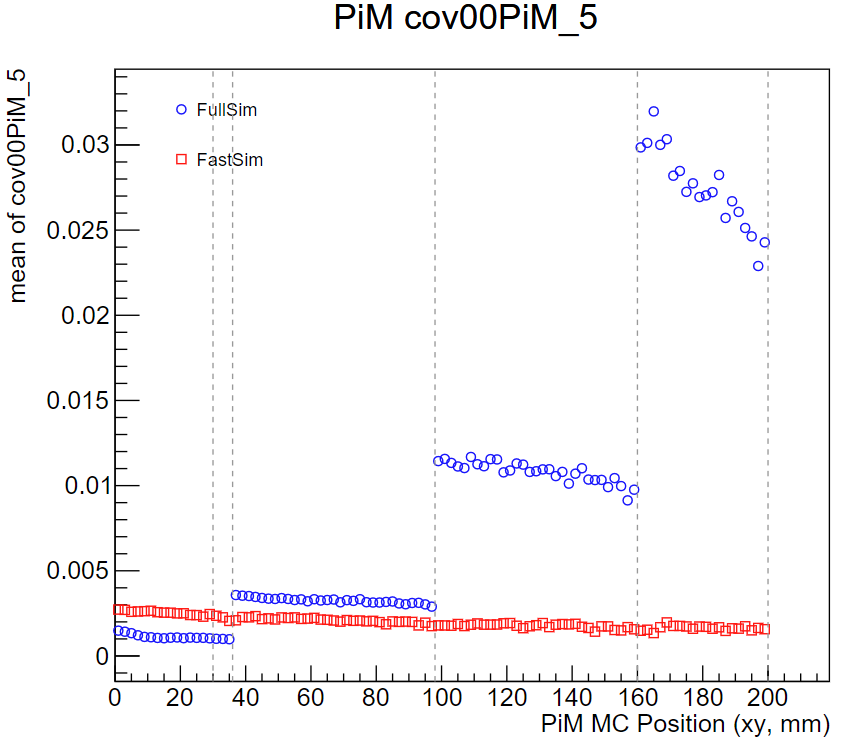 PiM cov00PiM_5
mean of cov00PiM_5
FullSim
FastSim
0.03
0.025
0.02
0.015
0.01
0.005
0
0 20 40 60 80 100 120 140 160 180 200
PiM MC Position (xy, mm)